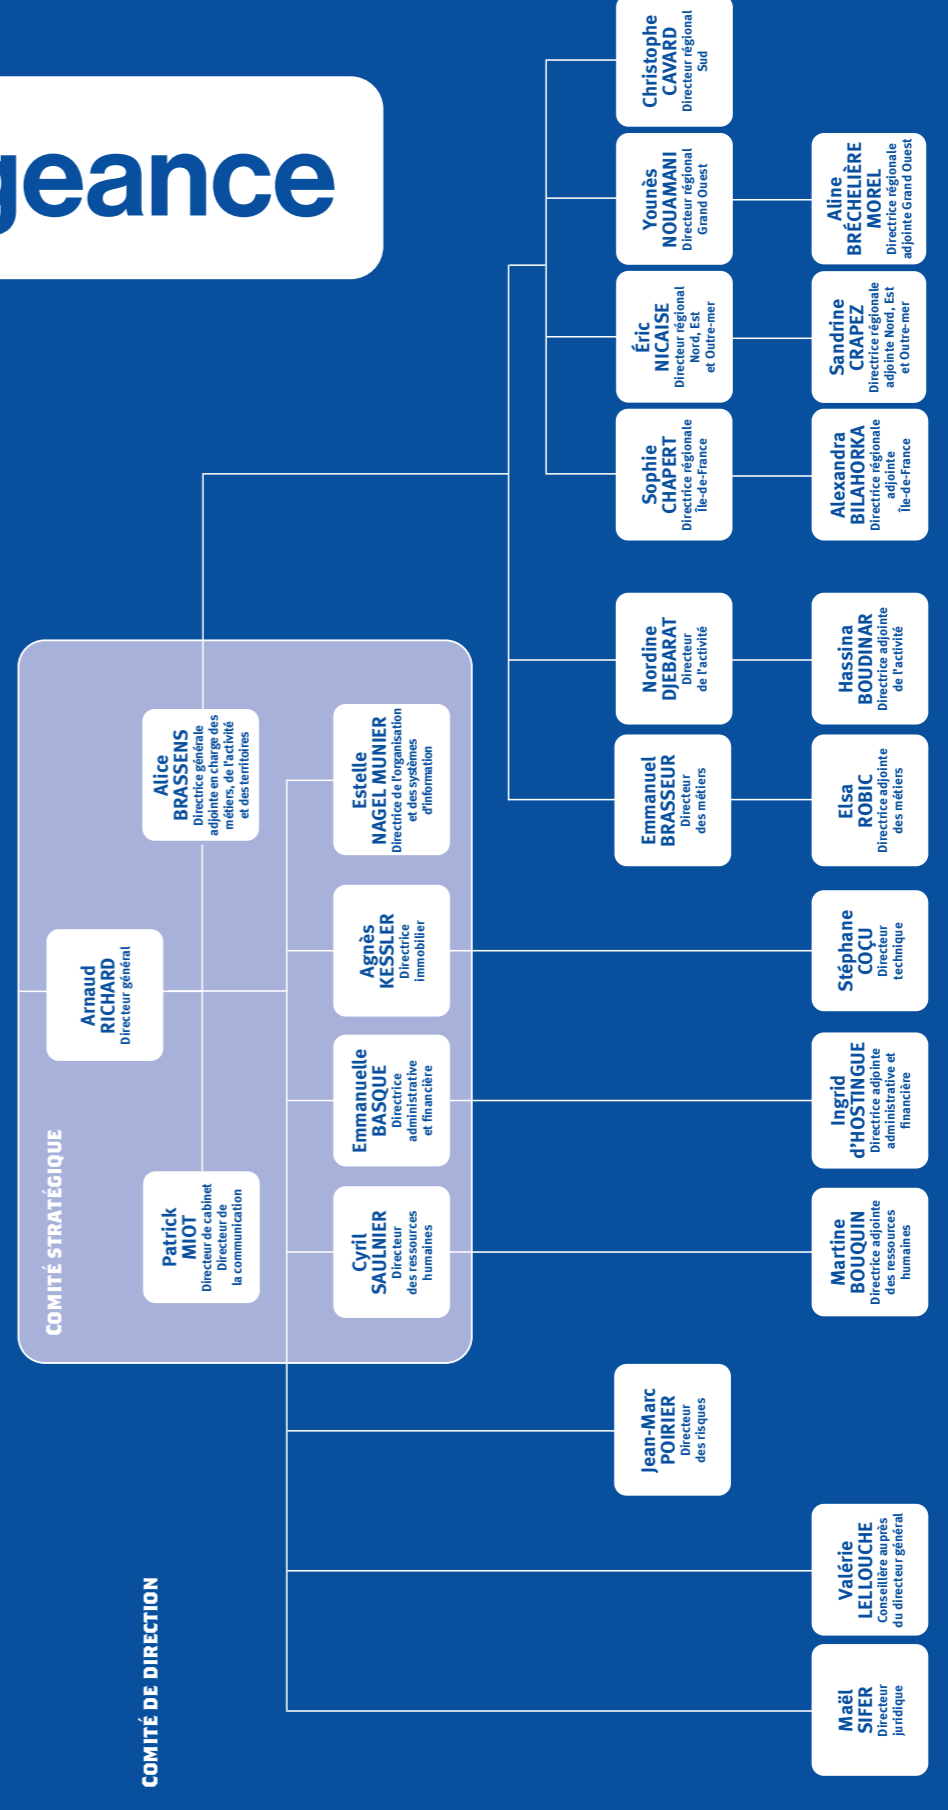 geance
COMITÉ STRATÉGIQUE
COMITÉ DE DIRECTION
Arnaud
RICHARD
Directeur général
Patrick
MIOT
Directeur de cabinet
Directeur de
la communication
Alice
BRASSENS
Directrice générale
adjointe en charge des
métiers, de l'activité
et des territoires
Cyril
SAULNIER
Directeur
des ressources
humaines
Emmanuelle
BASQUE
Directrice
administrative
et financière
Agnès
KESSLER
Directrice
immobilier
Estelle
NAGEL MUNIER
Directrice de l'organisation
et des systèmes
d'information
Jean-Marc
POIRIER
Directeur
des risques
Emmanuel
BRASSEUR
Directeur
des métiers
Nordine
DJEBARAT
Directeur
de l'activité
Sophie
CHAPERT
Directrice régionale
Île-de-France
Éric
NICAISE
Directeur régional
Nord, Est
et Outre-mer
Younès
NOUAMANI
Directeur régional
Grand Ouest
Christophe
CAVARD
Directeur régional
Sud
Maël
SIFER
Directeur
juridique
Valérie
LELLOUCHE
Conseillère auprès
du directeur général
Martine
BOUQUIN
Directrice adjointe
des ressources
humaines
Ingrid
d'HOSTINGUE
Directrice adjointe
administrative et
financière
Stéphane
COÇU
Directeur
technique
Elsa
ROBIC
Directrice adjointe
des métiers
Hassina
BOUDINAR
Directrice adjointe
de l'activité
Alexandra
BILAHORKA
Directrice régionale
adjointe
Île-de-France
Sandrine
CRAPEZ
Directrice régionale
adjointe Nord, Est
et Outre-mer
Aline
BRÉCHELIÈRE
MOREL
Directrice régionale
adjointe Grand Ouest